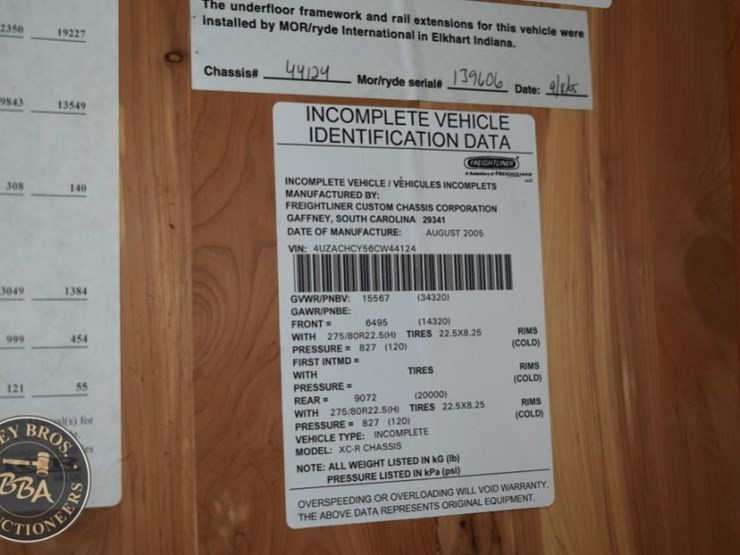 The underfloor framework and rail extensions for this vehicle were
installed by MOR/ryde International in Elkhart Indiana.
Chassis# 44124 Mor/ryde serial# 139606 Date:
2350 19227
9843 13549
308 140
3049 1384
999 454
121 55
al(s) for
INCOMPLETE VEHICLE
IDENTIFICATION DATA
FREIGHTLINER
INCOMPLETE VEHICLE / VÉHICULES INCOMPLETS
MANUFACTURED BY:
FREIGHTLINER CUSTOM CHASSIS CORPORATION
GAFFNEY, SOUTH CAROLINA 29341
DATE OF MANUFACTURE: AUGUST 2005
VIN: 4UZACHCY56CW44124
GVWR/PNBV: 15567 (34320)
GAWR/PNBE:
FRONT = 6495 (14320)
WITH 275/80R22.5(H) TIRES 22.5X8.25 RIMS
PRESSURE = 827 (120) (COLD)
FIRST INTMD =
WITH TIRES RIMS
PRESSURE = (COLD)
REAR = 9072 (20000)
WITH 275/80R22.5(H) TIRES 22.5X8.25 RIMS
PRESSURE = 827 (120) (COLD)
VEHICLE TYPE: INCOMPLETE
MODEL: XC-R CHASSIS
NOTE: ALL WEIGHT LISTED IN kG (lb)
PRESSURE LISTED IN kPa (psi)
OVERSPEEDING OR OVERLOADING WILL VOID WARRANTY.
THE ABOVE DATA REPRESENTS ORIGINAL EQUIPMENT.
EY BROS.
BBA
CTIONEERS